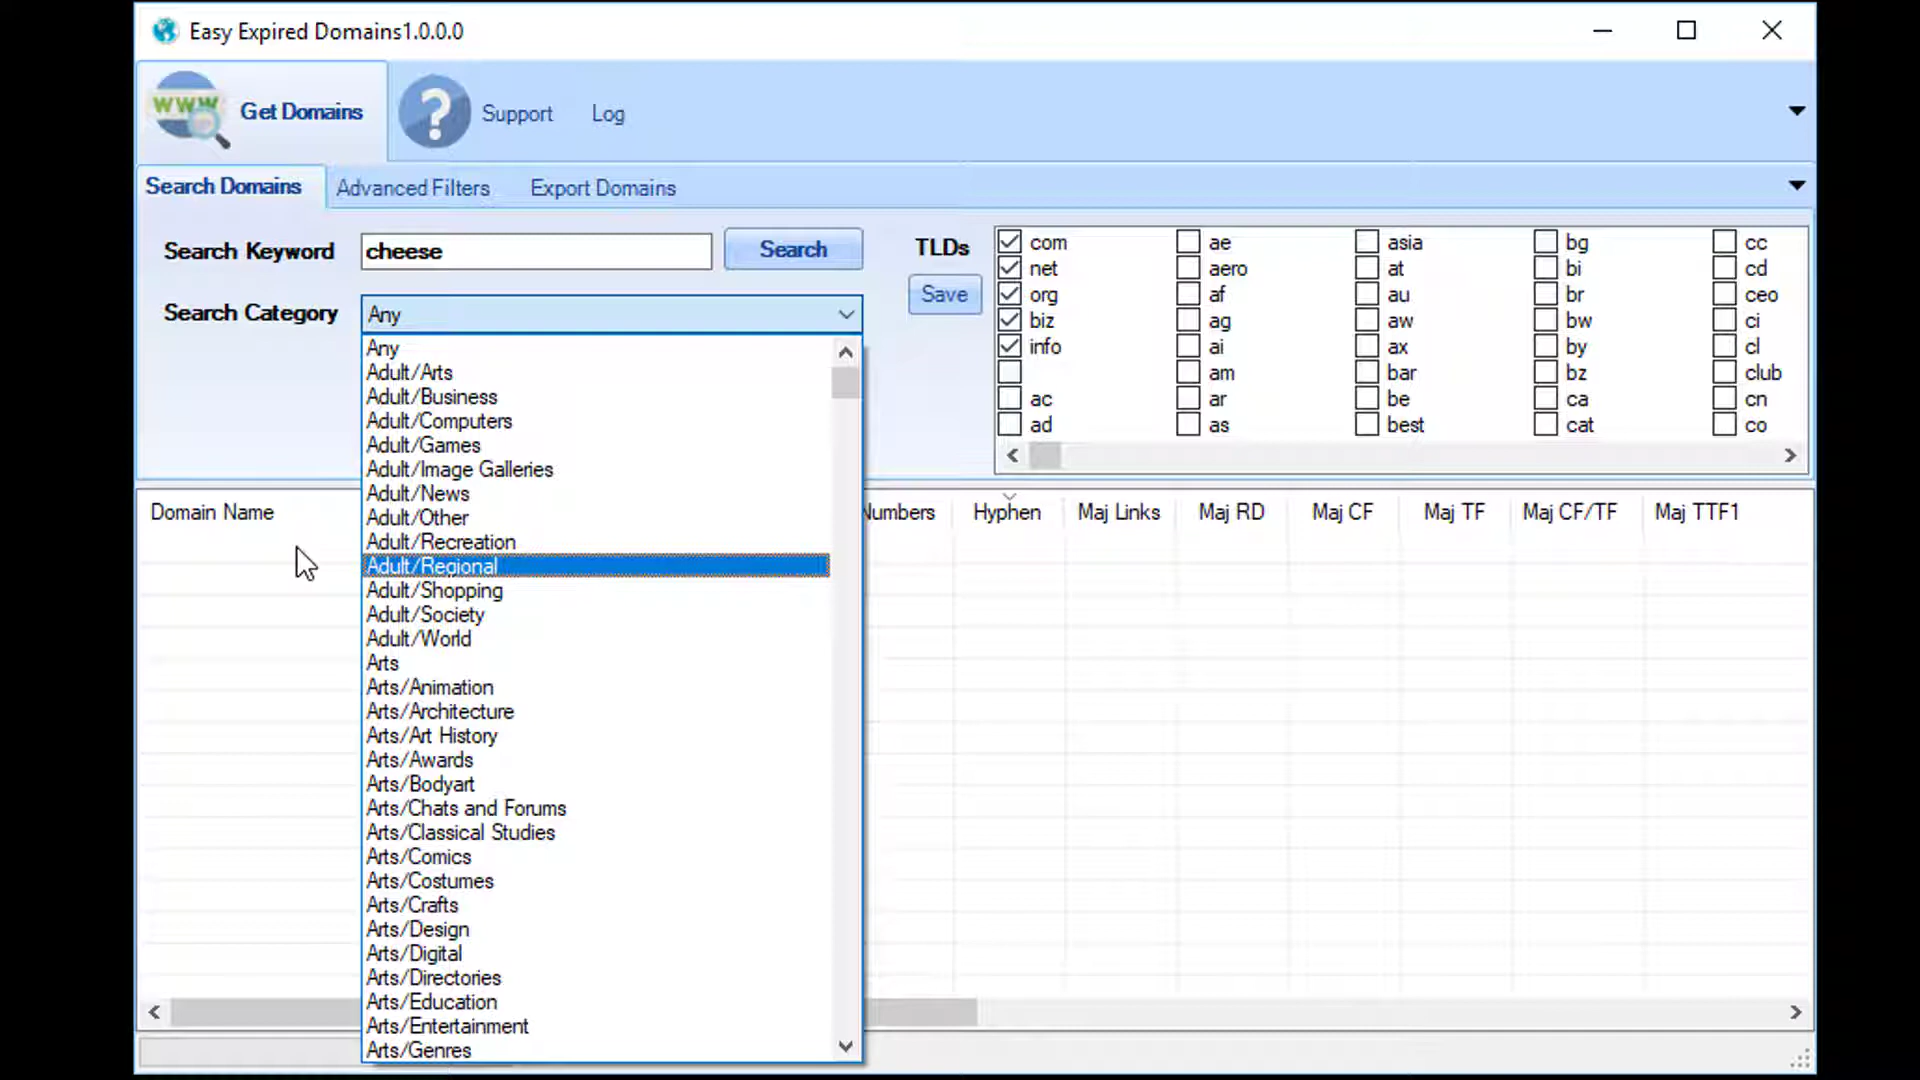 Easy Expired Domains1.0.0.0
WWW Get Domains ? Support Log
Search Domains Advanced Filters Export Domains
Search Keyword cheese Search TLDs
Save
com ae asia bg cc
net aero at bi cd
org af au br ceo
biz ag aw bw ci
info ai ax by cl
am bar bz club
ac ar be ca cn
ad as best cat co
Search Category Any
Any
Adult/Arts
Adult/Business
Adult/Computers
Adult/Games
Adult/Image Galleries
Adult/News
Adult/Other
Adult/Recreation
Adult/Regional
Adult/Shopping
Adult/Society
Adult/World
Arts
Arts/Animation
Arts/Architecture
Arts/Art History
Arts/Awards
Arts/Bodyart
Arts/Chats and Forums
Arts/Classical Studies
Arts/Comics
Arts/Costumes
Arts/Crafts
Arts/Design
Arts/Digital
Arts/Directories
Arts/Education
Arts/Entertainment
Arts/Genres
Domain Name Numbers Hyphen Maj Links Maj RD Maj CF Maj TF Maj CF/TF Maj TTF1